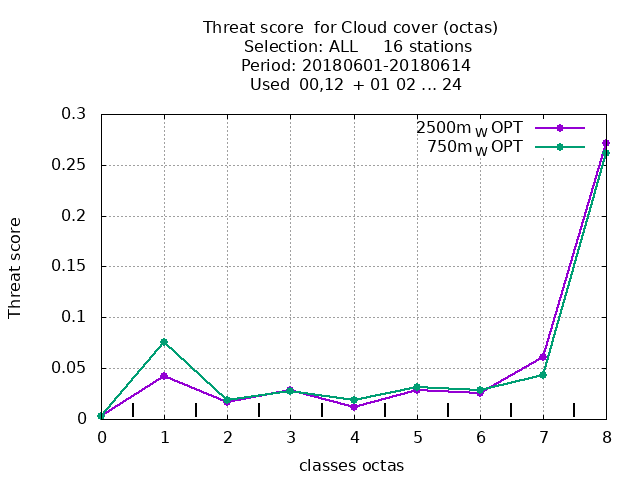 Threat score  for Cloud cover (octas)
Selection: ALL     16 stations
Period: 20180601-20180614
Used  00,12  + 01 02 ... 24
2500m W OPT
750m W OPT
0.3
0.25
0.2
0.15
0.1
0.05
0
Threat score
0 1 2 3 4 5 6 7 8
classes octas